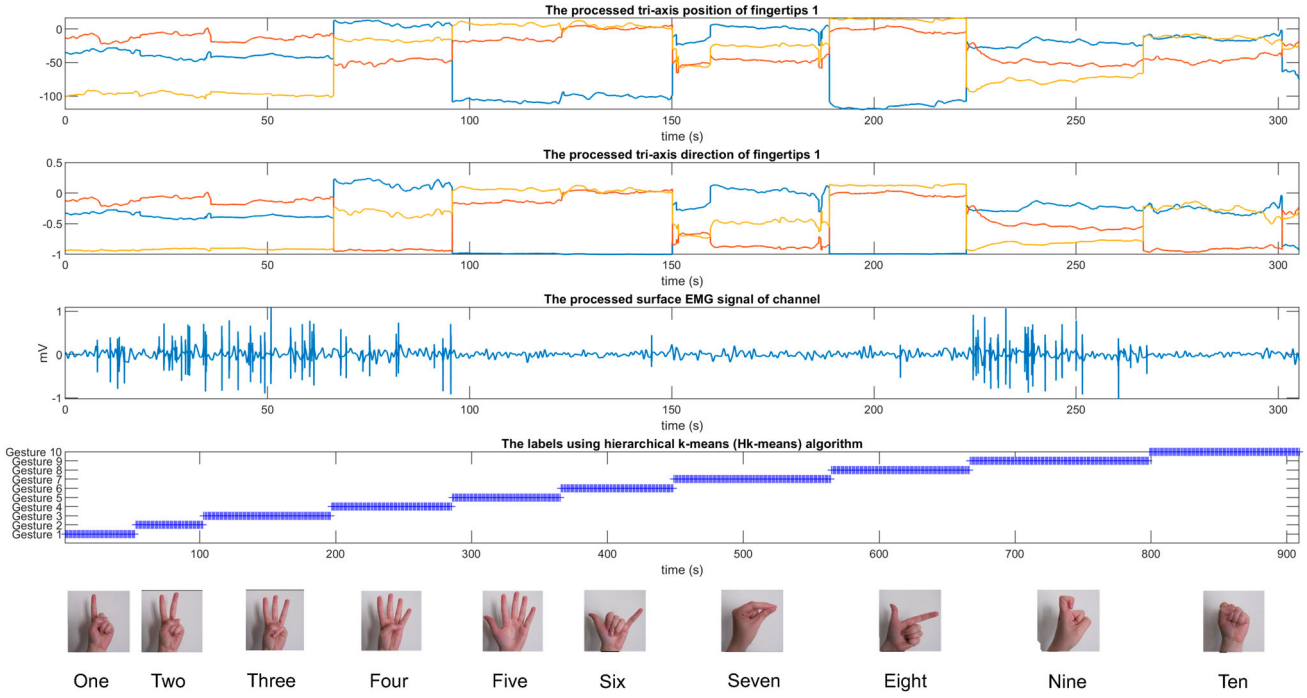 The processed tri-axis position of fingertips 1
0
-50
-100
0 50 100 150 200 250 300
time (s)
The processed tri-axis direction of fingertips 1
0.5
0
-0.5
-1
0 50 100 150 200 250 300
time (s)
The processed surface EMG signal of channel
1
mV 0
-1
0 50 100 150 200 250 300
time (s)
The labels using hierarchical k-means (Hk-means) algorithm
Gesture 10
Gesture 9
Gesture 8
Gesture 7
Gesture 6
Gesture 5
Gesture 4
Gesture 3
Gesture 2
Gesture 1
100 200 300 400 500 600 700 800 900
time (s)
One Two Three Four Five Six Seven Eight Nine Ten